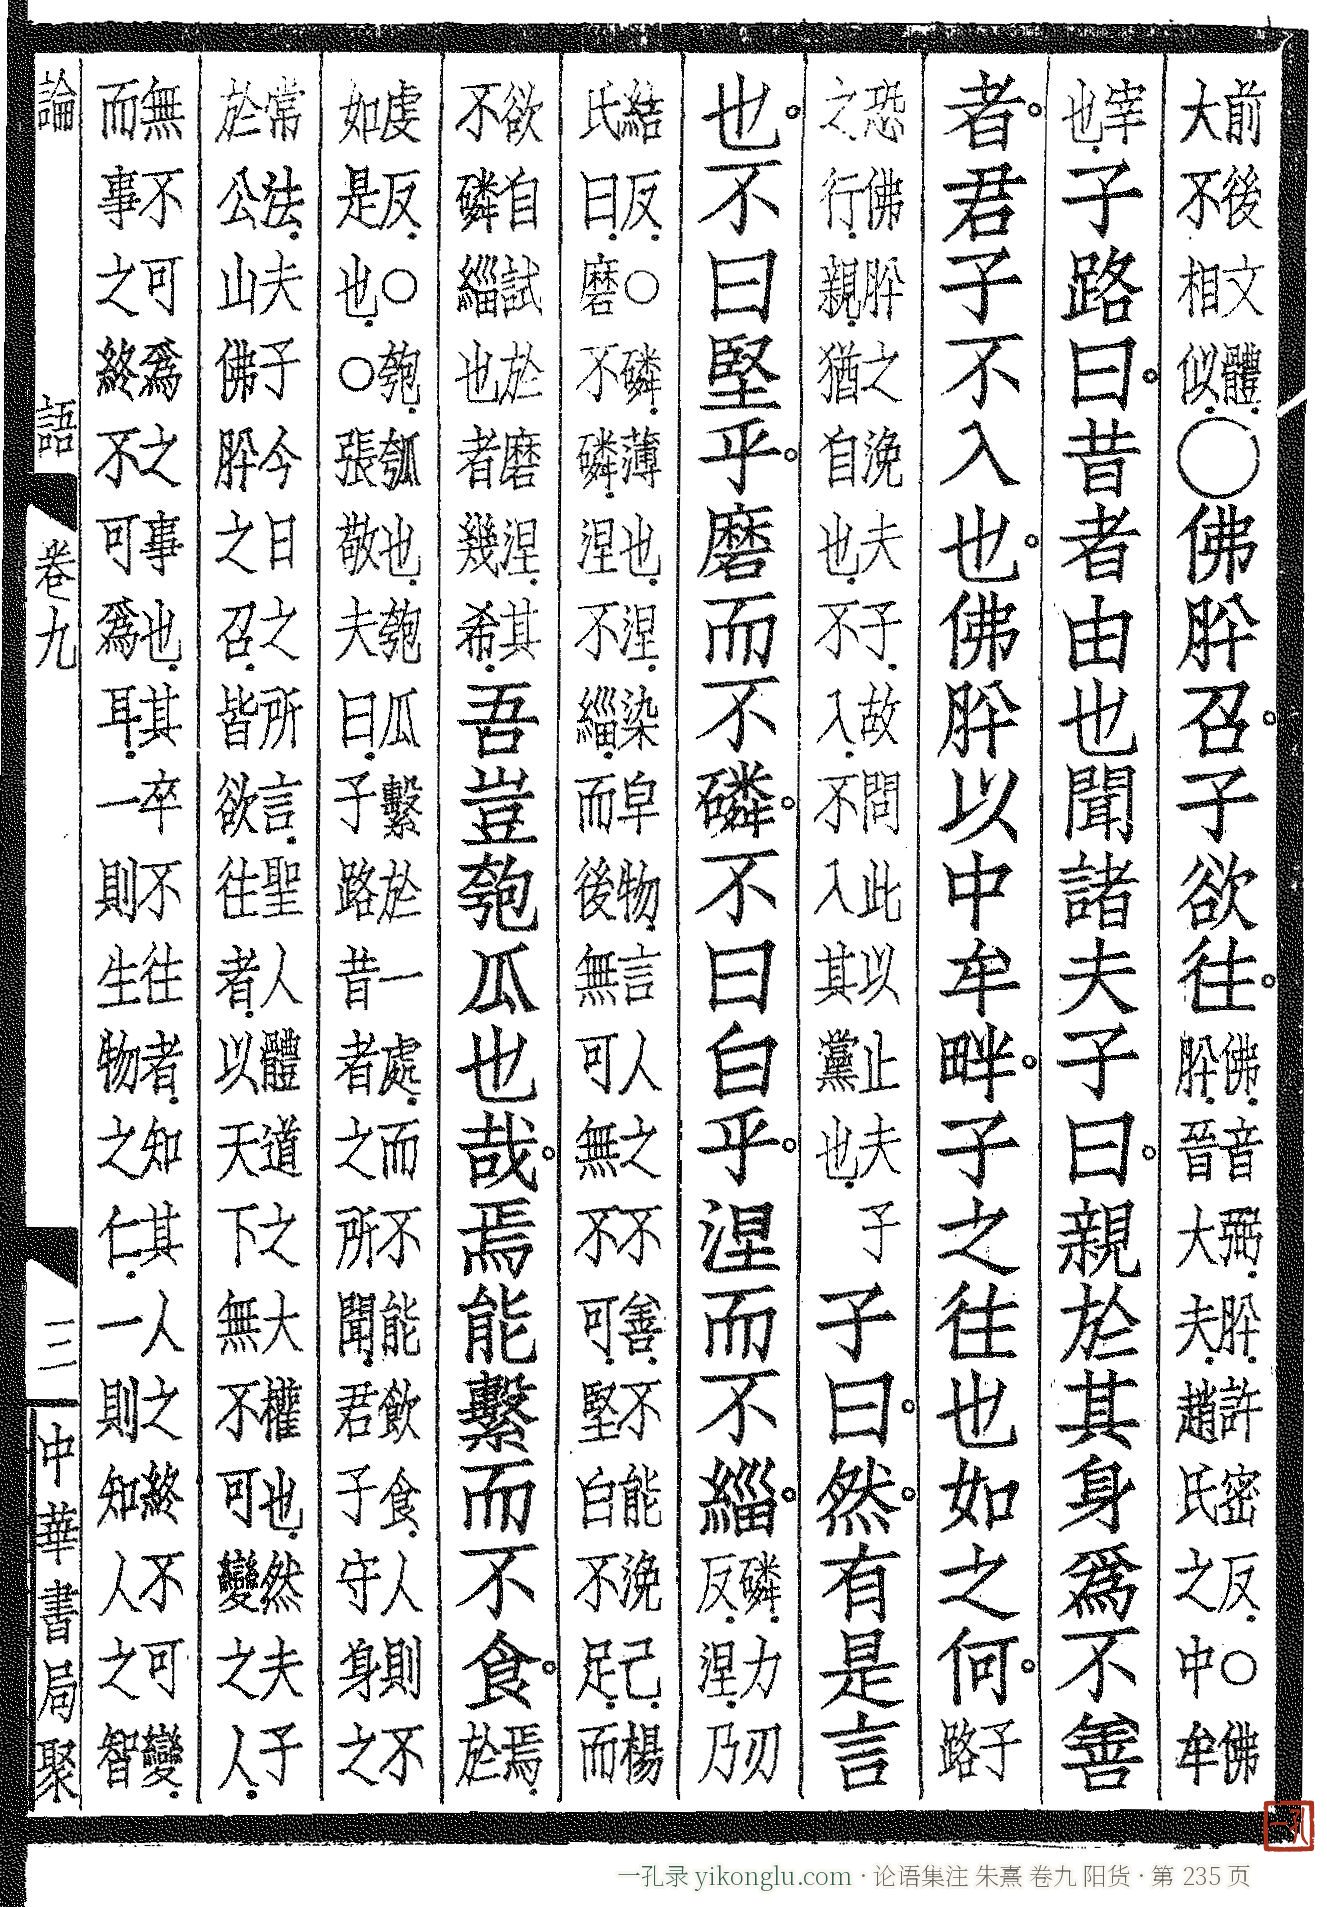 前後文體。大不相似。○佛肸召。子欲往。佛。音弼。肸。許密反。○佛肸。晉大夫。趙氏之中牟
宰也。子路曰。昔者由也聞諸夫子曰。親於其身爲不善
者。君子不入也。佛肸以中牟畔。子之往也如之何。子路
恐佛肸之浼夫子。故問此以止夫子之行。親。猶自也。不入。不入其黨也。子曰。然。有是言
也。不曰堅乎。磨而不磷。不曰白乎。涅而不緇。磷。力刃反。涅。乃
結反。○磷。薄也。涅。染皁物。言人之不善。不能浼己。楊氏曰。磨不磷。涅不緇。而後無可無不可。堅白不足。而
欲自試於磨涅。其不磷緇也者幾希。吾豈匏瓜也哉。焉能繫而不食。焉。於
虔反。○匏。瓠也。匏瓜繫於一處。而不能飲食。人則不如是也。○張敬夫曰。子路昔者之所聞。君子守身之
常法。夫子今日之所言。聖人體道之大權也。然夫子於公山佛肸之召。皆欲往者。以天下無不可變之人。
無不可爲之事也。其卒不往者。知其人之終不可變。而事之終不可爲耳。一則生物之仁。一則知人之智
論語 卷九 三 中華書局聚
一孔录 yikonglu.com · 论语集注 朱熹 卷九 阳货 · 第 235 页